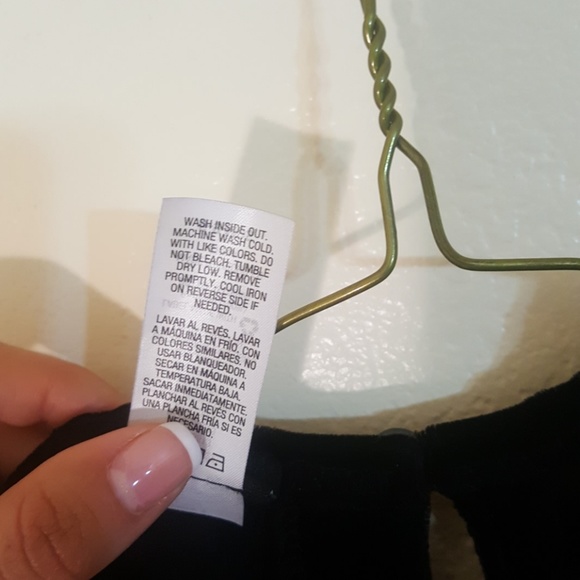 WASH INSIDE OUT.
MACHINE WASH COLD,
WITH LIKE COLORS. DO
NOT BLEACH. TUMBLE
DRY LOW. REMOVE
PROMPTLY. COOL IRON
ON REVERSE SIDE IF
NEEDED.
LAVAR AL REVÉS. LAVAR
A MÁQUINA EN FRÍO, CON
COLORES SIMILARES. NO
USAR BLANQUEADOR.
SECAR EN MÁQUINA A
TEMPERATURA BAJA.
SACAR INMEDIATAMENTE.
PLANCHAR AL REVÉS CON
UNA PLANCHA FRÍA SI ES
NECESARIO.